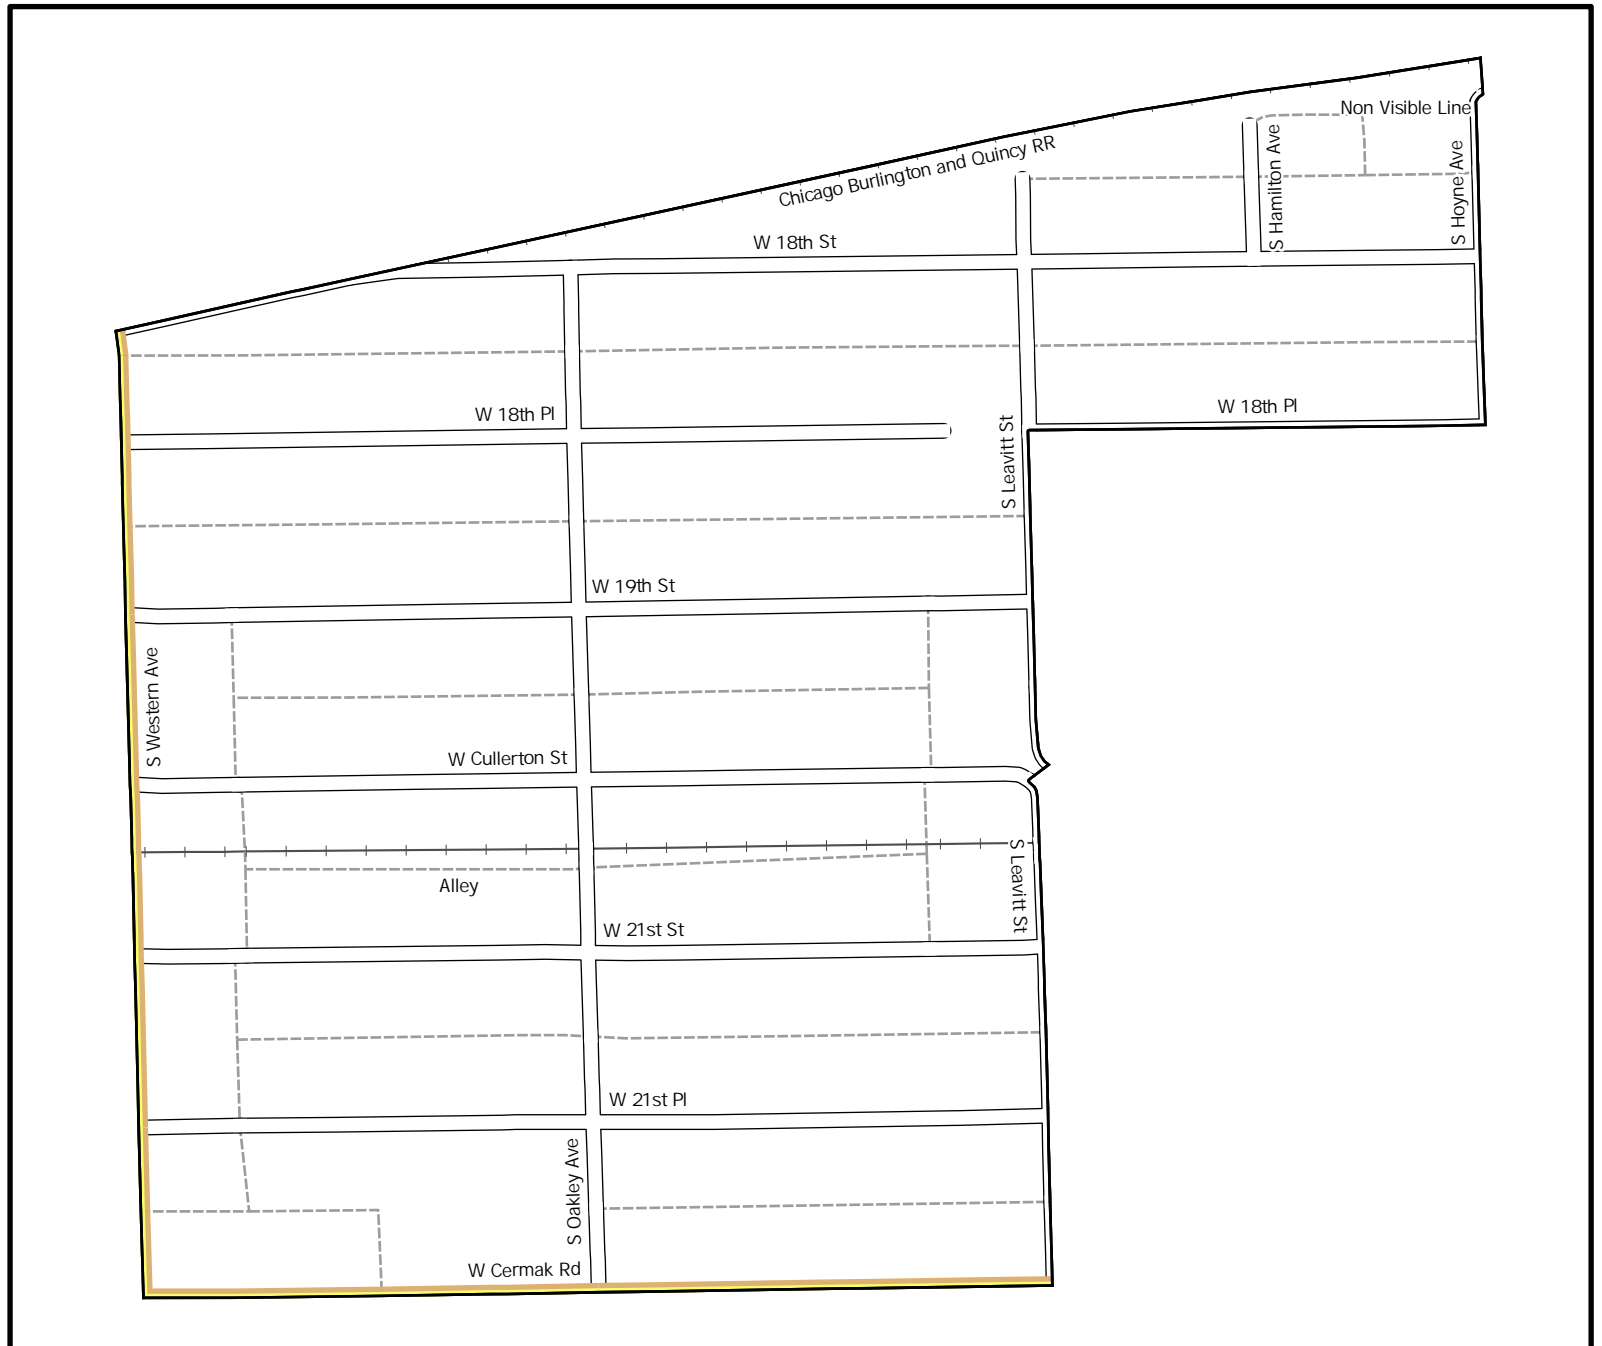 Non Visible Line
Chicago Burlington and Quincy RR
S Hamilton Ave
S Hoyne Ave
W 18th St
W 18th Pl
W 18th Pl
S Leavitt St
W 19th St
S Western Ave
W Cullerton St
Alley
S Leavitt St
W 21st St
W 21st Pl
S Oakley Ave
W Cermak Rd